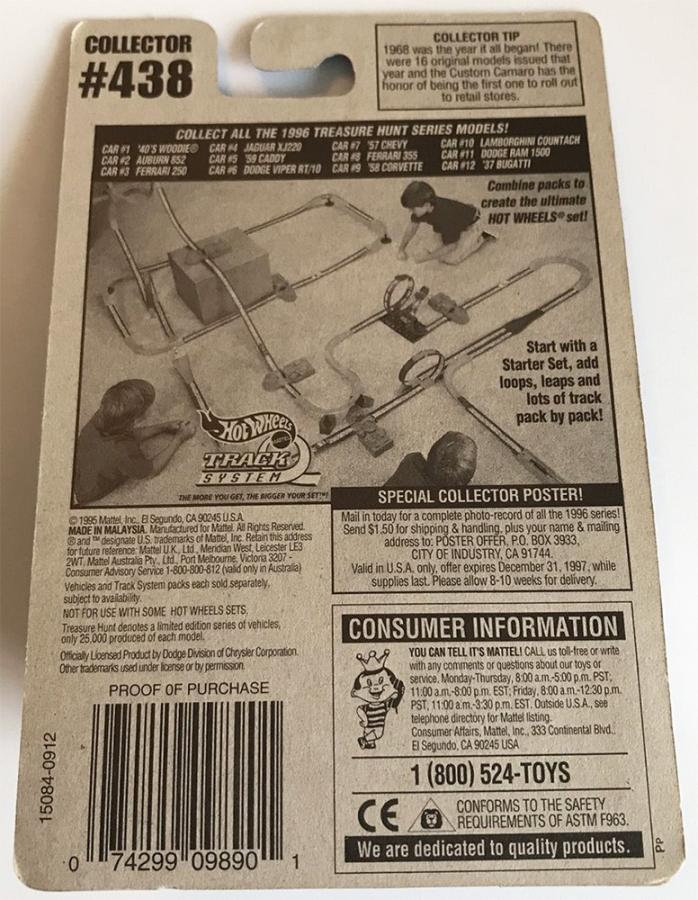 COLLECTOR
#438
COLLECTOR TIP
1968 was the year it all began! There
were 16 original models issued that
year and the Custom Camaro has the
honor of being the first one to roll out
to retail stores.
COLLECT ALL THE 1996 TREASURE HUNT SERIES MODELS!
CAR #1 '40'S WOODIE® CAR #4 JAGUAR XJ220 CAR #7 '57 CHEVY CAR #10 LAMBORGHINI COUNTACH
CAR #2 AUBURN 852 CAR #5 '59 CADDY CAR #8 FERRARI 355 CAR #11 DODGE RAM 1500
CAR #3 FERRARI 250 CAR #6 DODGE VIPER RT/10 CAR #9 '58 CORVETTE CAR #12 '37 BUGATTI
Combine packs to
create the ultimate
HOT WHEELS® set!
Start with a
Starter Set, add
loops, leaps and
lots of track
pack by pack!
Hot Wheels
MATTEL
TRACK
SYSTEM
THE MORE YOU GET, THE BIGGER YOUR SET!™
© 1995 Mattel, Inc., El Segundo, CA 90245 U.S.A.
MADE IN MALAYSIA. Manufactured for Mattel. All Rights Reserved.
® and ™ designate U.S. trademarks of Mattel, Inc. Retain this address
for future reference: Mattel U.K., Ltd., Meridian West, Leicester LE3
2WT. Mattel Australia Pty., Ltd., Port Melbourne, Victoria 3207 -
Consumer Advisory Service 1-800-800-812 (valid only in Australia)
Vehicles and Track System packs each sold separately,
subject to availability.
NOT FOR USE WITH SOME HOT WHEELS SETS.
Treasure Hunt denotes a limited edition series of vehicles,
only 25,000 produced of each model.
Officially Licensed Product by Dodge Division of Chrysler Corporation.
Other trademarks used under license or by permission.
SPECIAL COLLECTOR POSTER!
Mail in today for a complete photo-record of all the 1996 series!
Send $1.50 for shipping & handling, plus your name & mailing
address to: POSTER OFFER, P.O. BOX 3933,
CITY OF INDUSTRY, CA 91744.
Valid in U.S.A. only, offer expires December 31, 1997, while
supplies last. Please allow 8-10 weeks for delivery.
CONSUMER INFORMATION
YOU CAN TELL IT'S MATTEL! CALL us toll-free or write
with any comments or questions about our toys or
service. Monday-Thursday, 8:00 a.m.-5:00 p.m. PST;
11:00 a.m.-8:00 p.m. EST; Friday, 8:00 a.m.-12:30 p.m.
PST, 11:00 a.m.-3:30 p.m. EST. Outside U.S.A., see
telephone directory for Mattel listing.
Consumer Affairs, Mattel, Inc., 333 Continental Blvd.,
El Segundo, CA 90245 USA
1 (800) 524-TOYS
CE CONFORMS TO THE SAFETY
REQUIREMENTS OF ASTM F963.
We are dedicated to quality products.
PP
PROOF OF PURCHASE
15084-0912
0 74299 09890 1